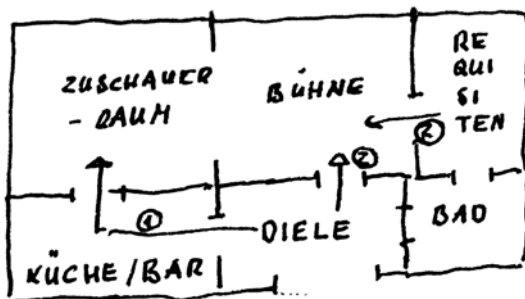 ZUSCHAUER
- RAUM
BÜHNE
RE
QUI
SI
TEN
②
②
①
DIELE
BAD
KÜCHE/BAR